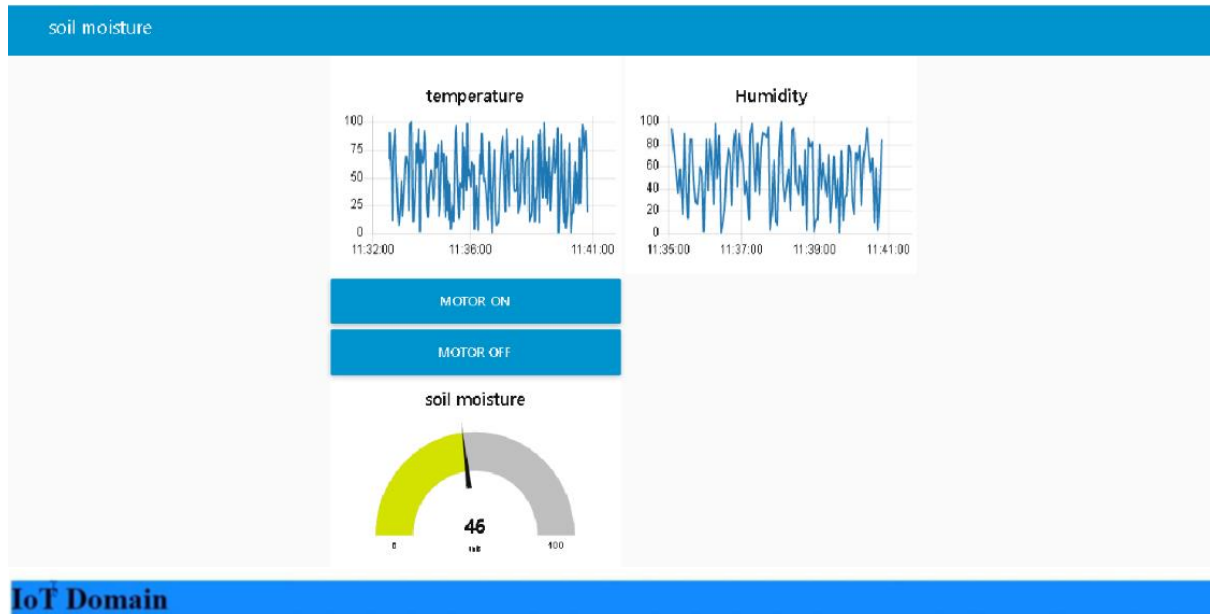 soil moisture
temperature
Humidity
100
75
50
25
0
11:32:00 11:36:00 11:41:00
100
80
60
40
20
0
11:35:00 11:37:00 11:39:00 11:41:00
MOTOR ON
MOTOR OFF
soil moisture
46
0
100
IoT Domain